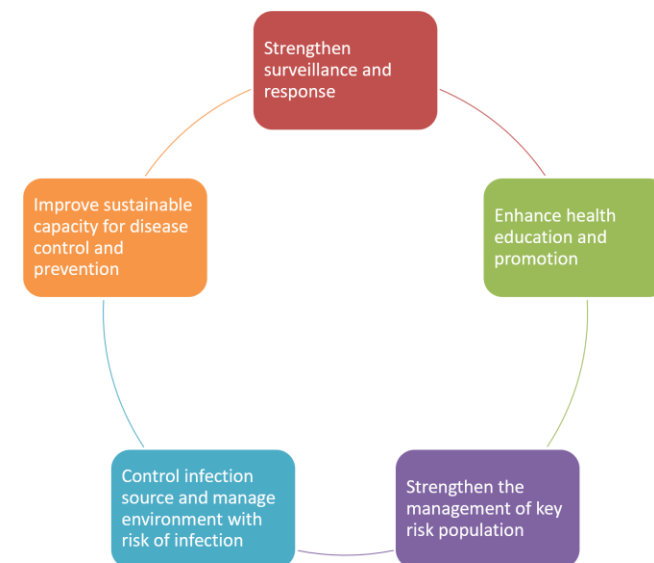 Strengthen
surveillance and
response
Enhance health
education and
promotion
Strengthen the
management of key
risk population
Control infection
source and manage
environment with
risk of infection
Improve sustainable
capacity for disease
control and
prevention